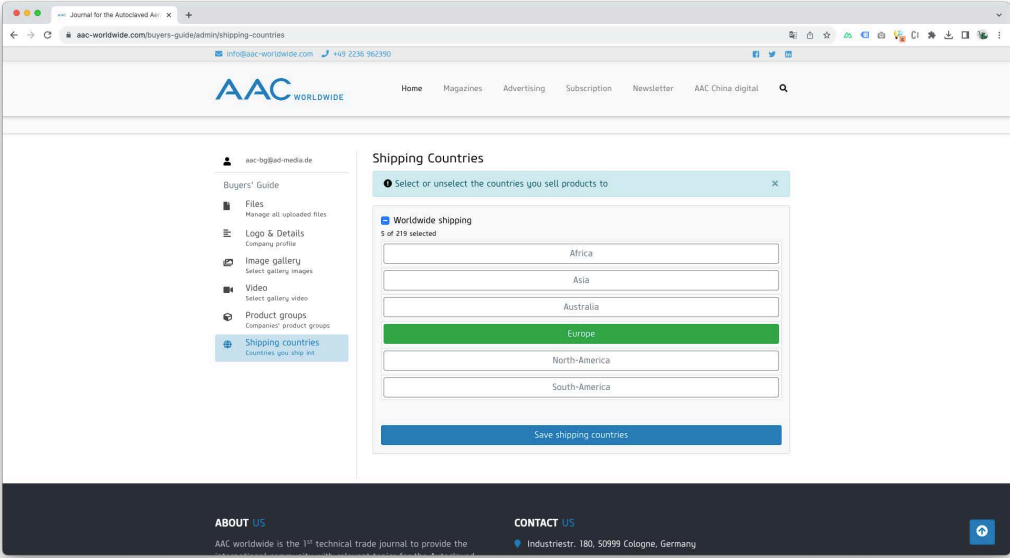 Journal for the Autoclaved Aer
aac-worldwide.com/buyers-guide/admin/shipping-countries
info@aac-worldwide.com +49 2236 962390
AAC WORLDWIDE
Home Magazines Advertising Subscription Newsletter AAC China digital
aac-bg@ad-media.de
Buyers' Guide
Files
Manage all uploaded files
Logo & Details
Company profile
Image gallery
Select gallery images
Video
Select gallery video
Product groups
Companies' product groups
Shipping countries
Countries you ship int
Shipping Countries
Select or unselect the countries you sell products to
Worldwide shipping
5 of 219 selected
Africa
Asia
Australia
Europe
North-America
South-America
Save shipping countries
ABOUT US
AAC worldwide is the 1st technical trade journal to provide the
CONTACT US
Industriestr. 180, 50999 Cologne, Germany